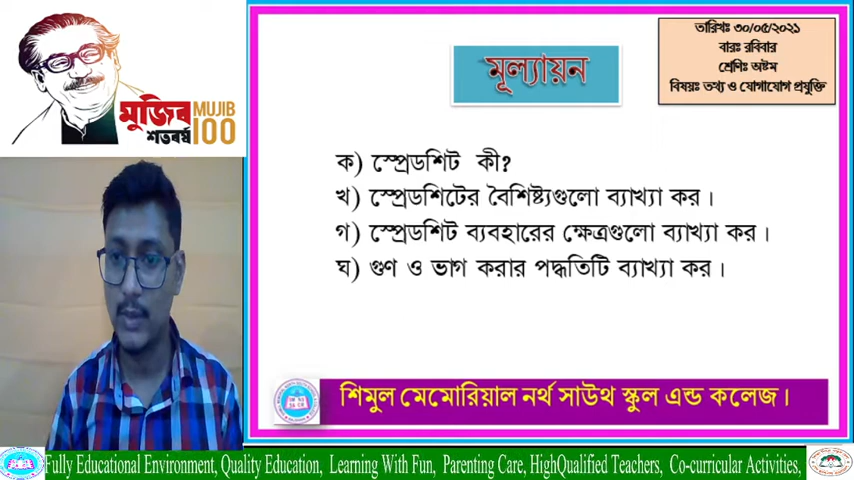 তারিখঃ ৩০/০৫/২০২১
বারঃ রবিবার
শ্রেণিঃ অষ্টম
বিষয়ঃ তথ্য ও যোগাযোগ প্রযুক্তি
মূল্যায়ন
মুজিব MUJIB
শতবর্ষ 100
ক) স্প্রেডশিট কী?
খ) স্প্রেডশিটের বৈশিষ্ট্যগুলো ব্যাখ্যা কর।
গ) স্প্রেডশিট ব্যবহারের ক্ষেত্রগুলো ব্যাখ্যা কর।
ঘ) গুণ ও ভাগ করার পদ্ধতিটি ব্যাখ্যা কর।
শিমুল মেমোরিয়াল নর্থ সাউথ স্কুল এন্ড কলেজ।
Fully Educational Environment, Quality Education, Learning With Fun, Parenting Care, HighQualified Teachers, Co-curricular Activities,